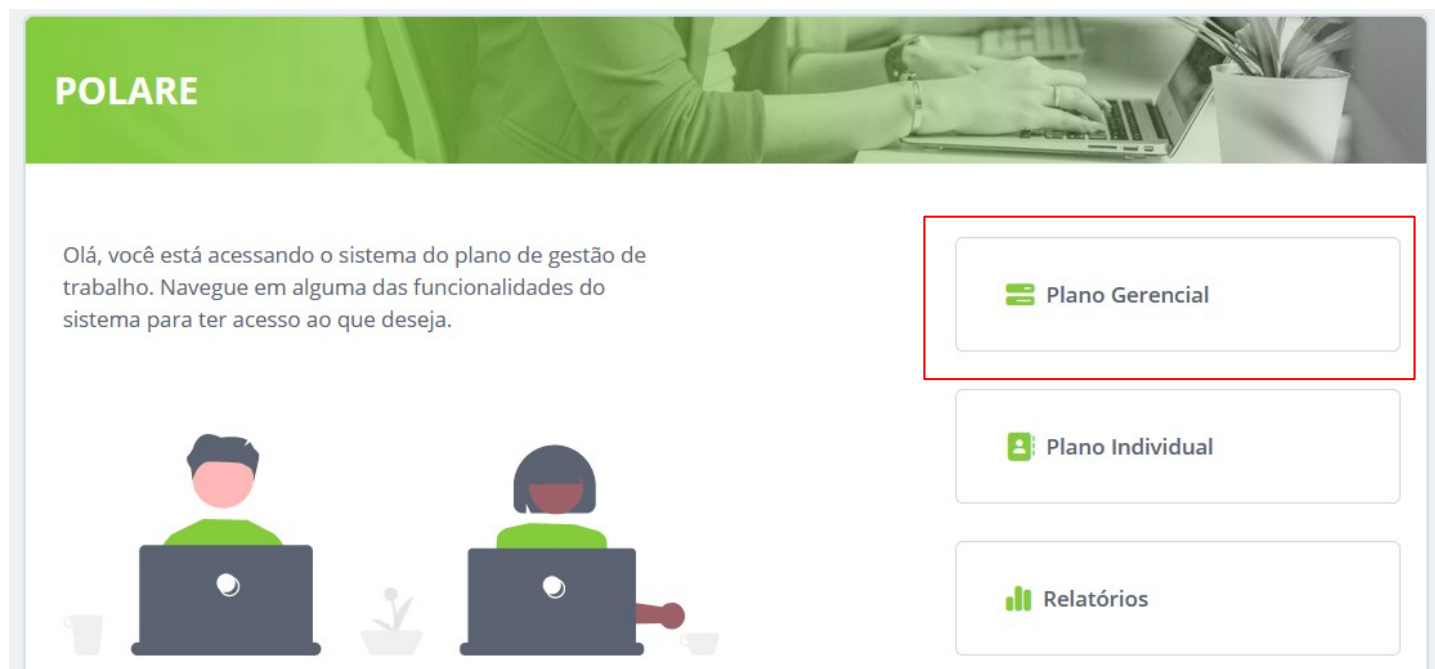 POLARE
Olá, você está acessando o sistema do plano de gestão de
trabalho. Navegue em alguma das funcionalidades do
sistema para ter acesso ao que deseja.
Plano Gerencial
Plano Individual
Relatórios